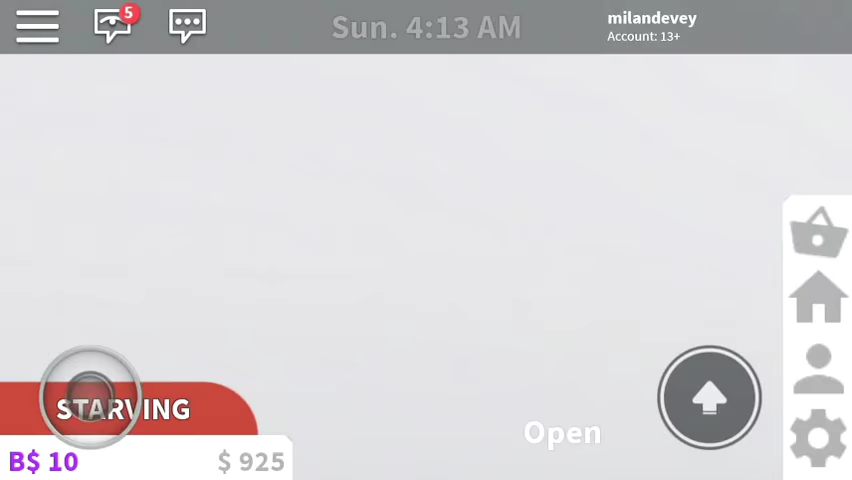 5
Sun. 4:13 AM
milandevey
Account: 13+
STARVING
Open
B$ 10
$ 925